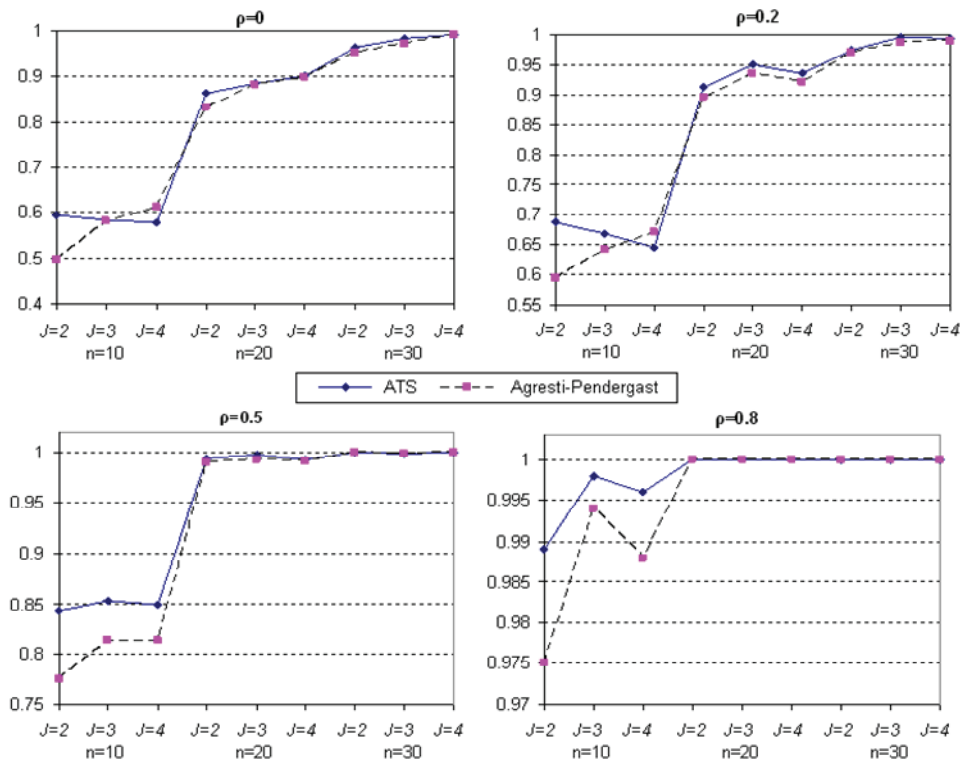 ρ=0
1
0.9
0.8
0.7
0.6
0.5
0.4
J=2 J=3 J=4 J=2 J=3 J=4 J=2 J=3 J=4
n=10 n=20 n=30
ρ=0.2
1
0.95
0.9
0.85
0.8
0.75
0.7
0.65
0.6
0.55
J=2 J=3 J=4 J=2 J=3 J=4 J=2 J=3 J=4
n=10 n=20 n=30
ATS Agresti-Pendergast
ρ=0.5
1
0.95
0.9
0.85
0.8
0.75
J=2 J=3 J=4 J=2 J=3 J=4 J=2 J=3 J=4
n=10 n=20 n=30
ρ=0.8
1
0.995
0.99
0.985
0.98
0.975
0.97
J=2 J=3 J=4 J=2 J=3 J=4 J=2 J=3 J=4
n=10 n=20 n=30